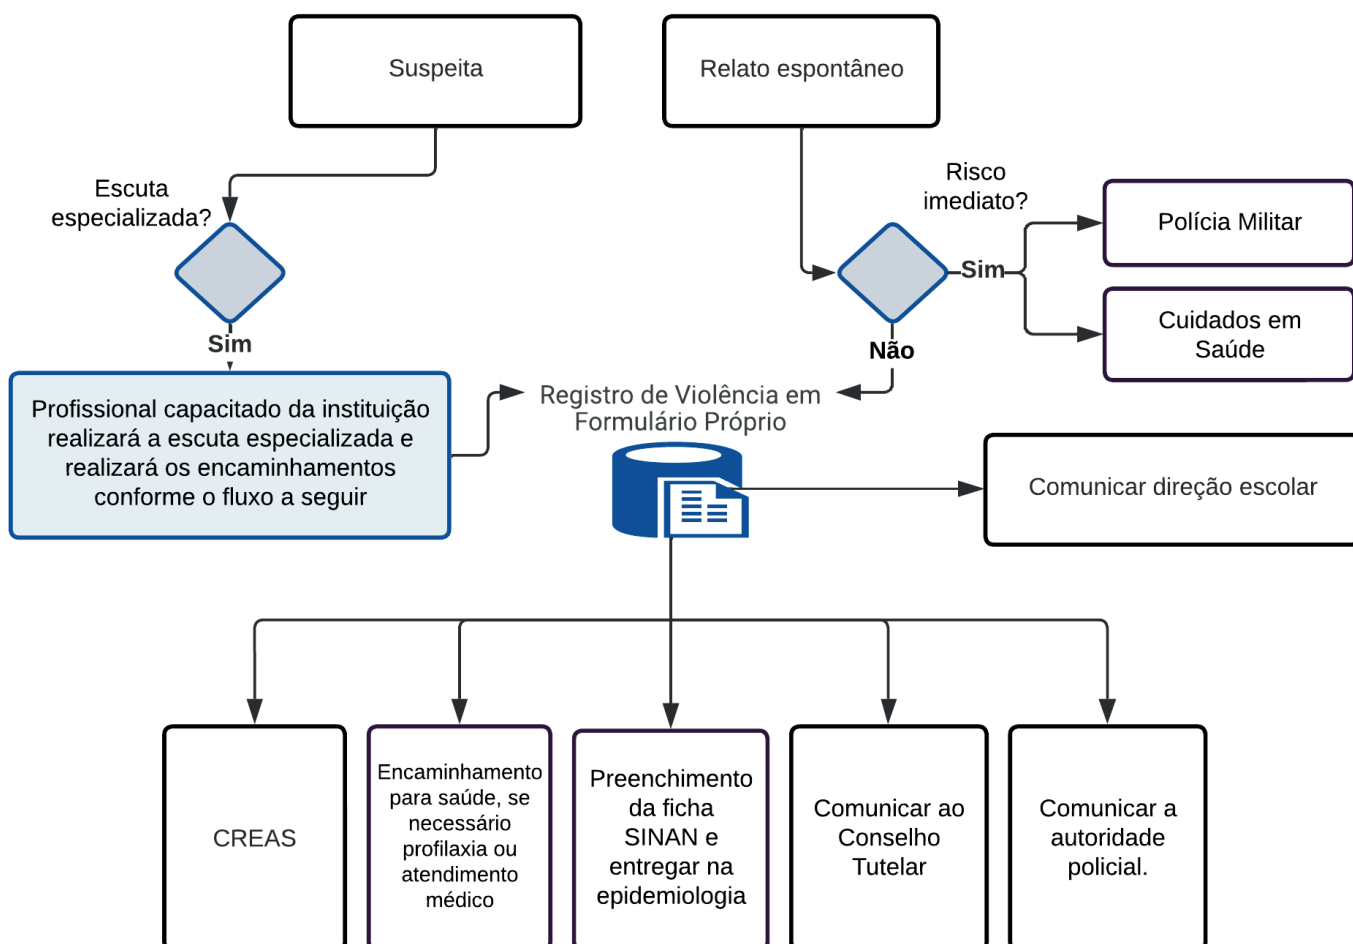 Suspeita
Relato espontâneo
Escuta
especializada?
Risco
imediato?
Polícia Militar
Sim
Cuidados em
Saúde
Sim
Não
Profissional capacitado da instituição
realizará a escuta especializada e
realizará os encaminhamentos
conforme o fluxo a seguir
Registro de Violência em
Formulário Próprio
Comunicar direção escolar
CREAS
Encaminhamento
para saúde, se
necessário
profilaxia ou
atendimento
médico
Preenchimento
da ficha
SINAN e
entregar na
epidemiologia
Comunicar ao
Conselho
Tutelar
Comunicar a
autoridade
policial.